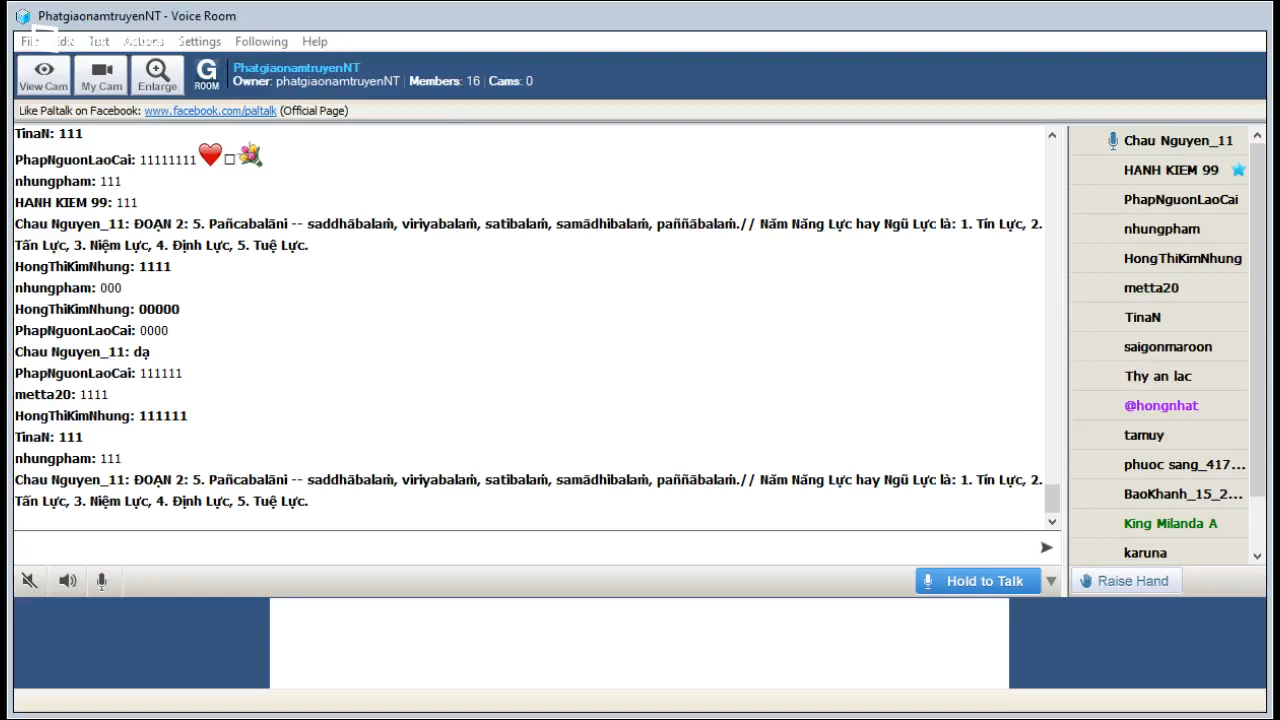 PhatgiaonamtruyenNT - Voice Room
Settings Following Help
View Cam My Cam Enlarge G ROOM
PhatgiaonamtruyenNT
Owner: phatgiaonamtruyenNT | Members: 16 | Cams: 0
Like Paltalk on Facebook: www.facebook.com/paltalk (Official Page)
TinaN: 111
PhapNguonLaoCai: 11111111
nhungpham: 111
HANH KIEM 99: 111
Chau Nguyen_11: ĐOẠN 2: 5. Pañcabalāni -- saddhābalaṁ, viriyabalaṁ, satibalaṁ, samādhibalaṁ, paññābalaṁ.// Năm Năng Lực hay Ngũ Lực là: 1. Tín Lực, 2.
Tấn Lực, 3. Niệm Lực, 4. Định Lực, 5. Tuệ Lực.
HongThiKimNhung: 1111
nhungpham: 000
HongThiKimNhung: 00000
PhapNguonLaoCai: 0000
Chau Nguyen_11: dạ
PhapNguonLaoCai: 111111
metta20: 1111
HongThiKimNhung: 111111
TinaN: 111
nhungpham: 111
Chau Nguyen_11: ĐOẠN 2: 5. Pañcabalāni -- saddhābalaṁ, viriyabalaṁ, satibalaṁ, samādhibalaṁ, paññābalaṁ.// Năm Năng Lực hay Ngũ Lực là: 1. Tín Lực, 2.
Tấn Lực, 3. Niệm Lực, 4. Định Lực, 5. Tuệ Lực.
Hold to Talk
Chau Nguyen_11
HANH KIEM 99
PhapNguonLaoCai
nhungpham
HongThiKimNhung
metta20
TinaN
saigonmaroon
Thy an lac
@hongnhat
tamuy
phuoc sang_417...
BaoKhanh_15_2...
King Milanda A
karuna
Raise Hand